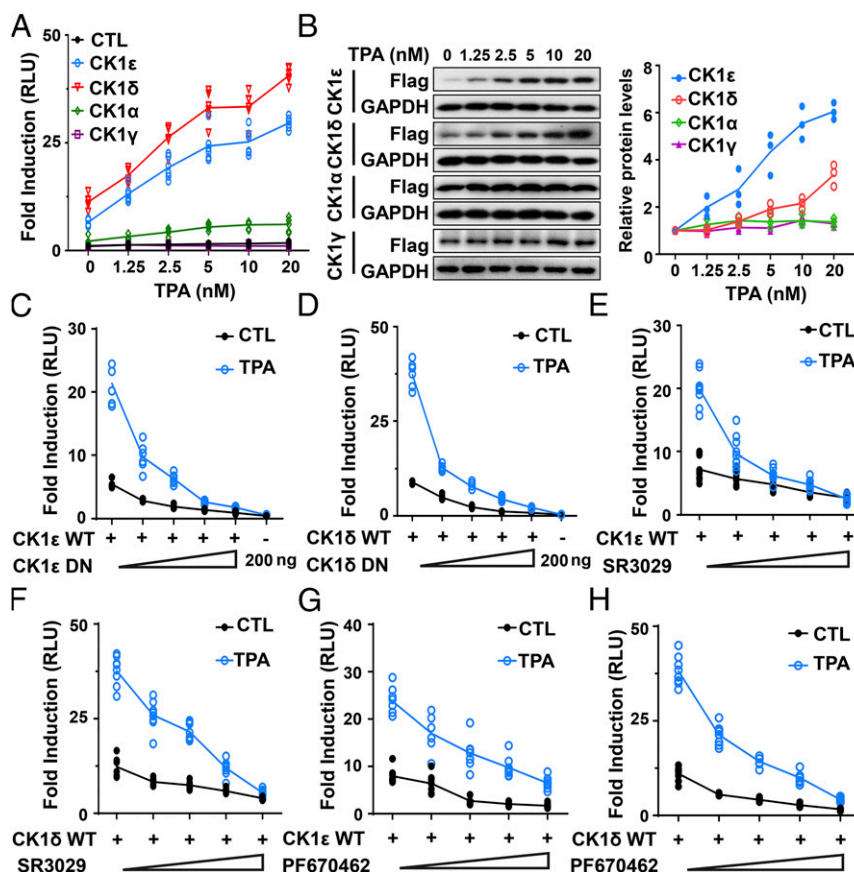 A
Fold Induction (RLU)
50
25
0
CTL
CK1ε
CK1δ
CK1α
CK1γ
0 1.25 2.5 5 10 20
TPA (nM)
B
TPA (nM) 0 1.25 2.5 5 10 20
CK1ε
Flag
GAPDH
CK1δ
Flag
GAPDH
CK1α
Flag
GAPDH
CK1γ
Flag
GAPDH
Relative protein levels
8
6
4
2
0
CK1ε
CK1δ
CK1α
CK1γ
0 1.25 2.5 5 10 20
TPA (nM)
C
Fold Induction (RLU)
30
20
10
0
CTL
TPA
CK1ε WT + + + + + -
CK1ε DN 200 ng
D
Fold Induction (RLU)
50
25
0
CTL
TPA
CK1δ WT + + + + + -
CK1δ DN 200 ng
E
Fold Induction (RLU)
30
20
10
0
CTL
TPA
CK1ε WT + + + + +
SR3029
F
Fold Induction (RLU)
50
25
0
CTL
TPA
CK1δ WT + + + + +
SR3029
G
Fold Induction (RLU)
40
30
20
10
0
CTL
TPA
CK1ε WT + + + + +
PF670462
H
Fold Induction (RLU)
50
25
0
CTL
TPA
CK1δ WT + + + + +
PF670462